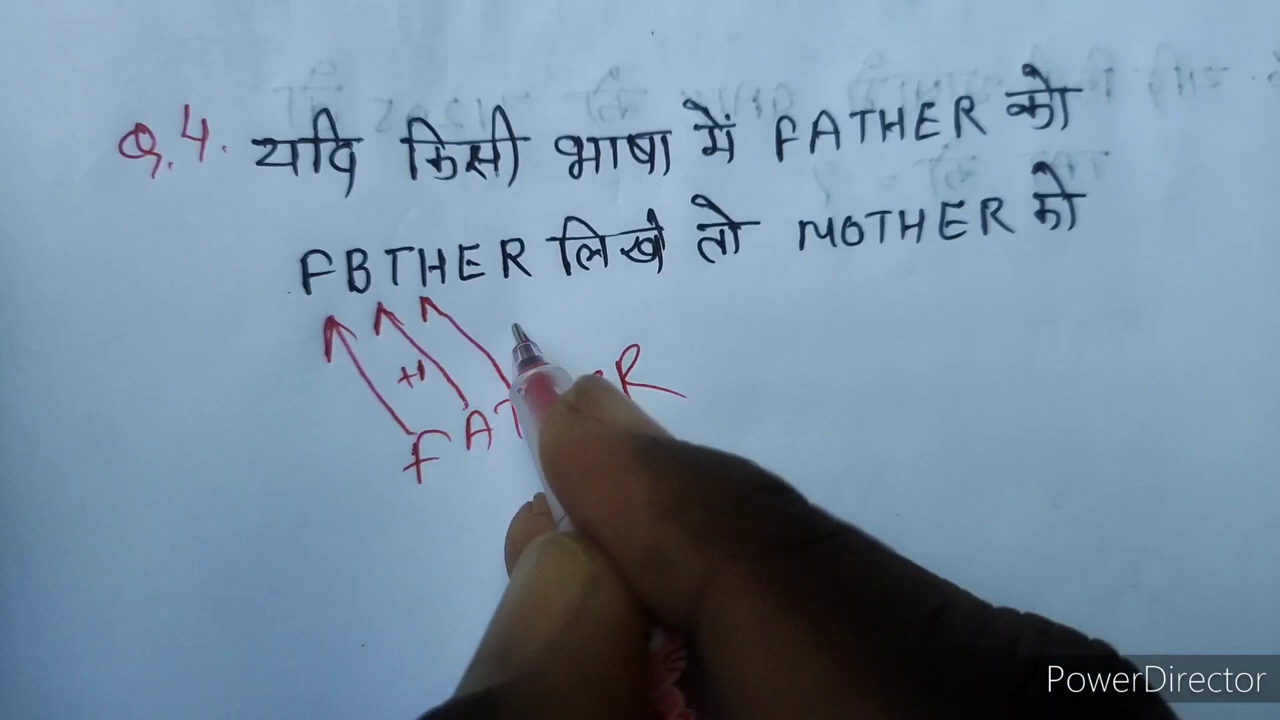 Q.4. यदि किसी भाषा में FATHER को
FBTHER लिखे तो MOTHER को
+1
FAT R
PowerDirector